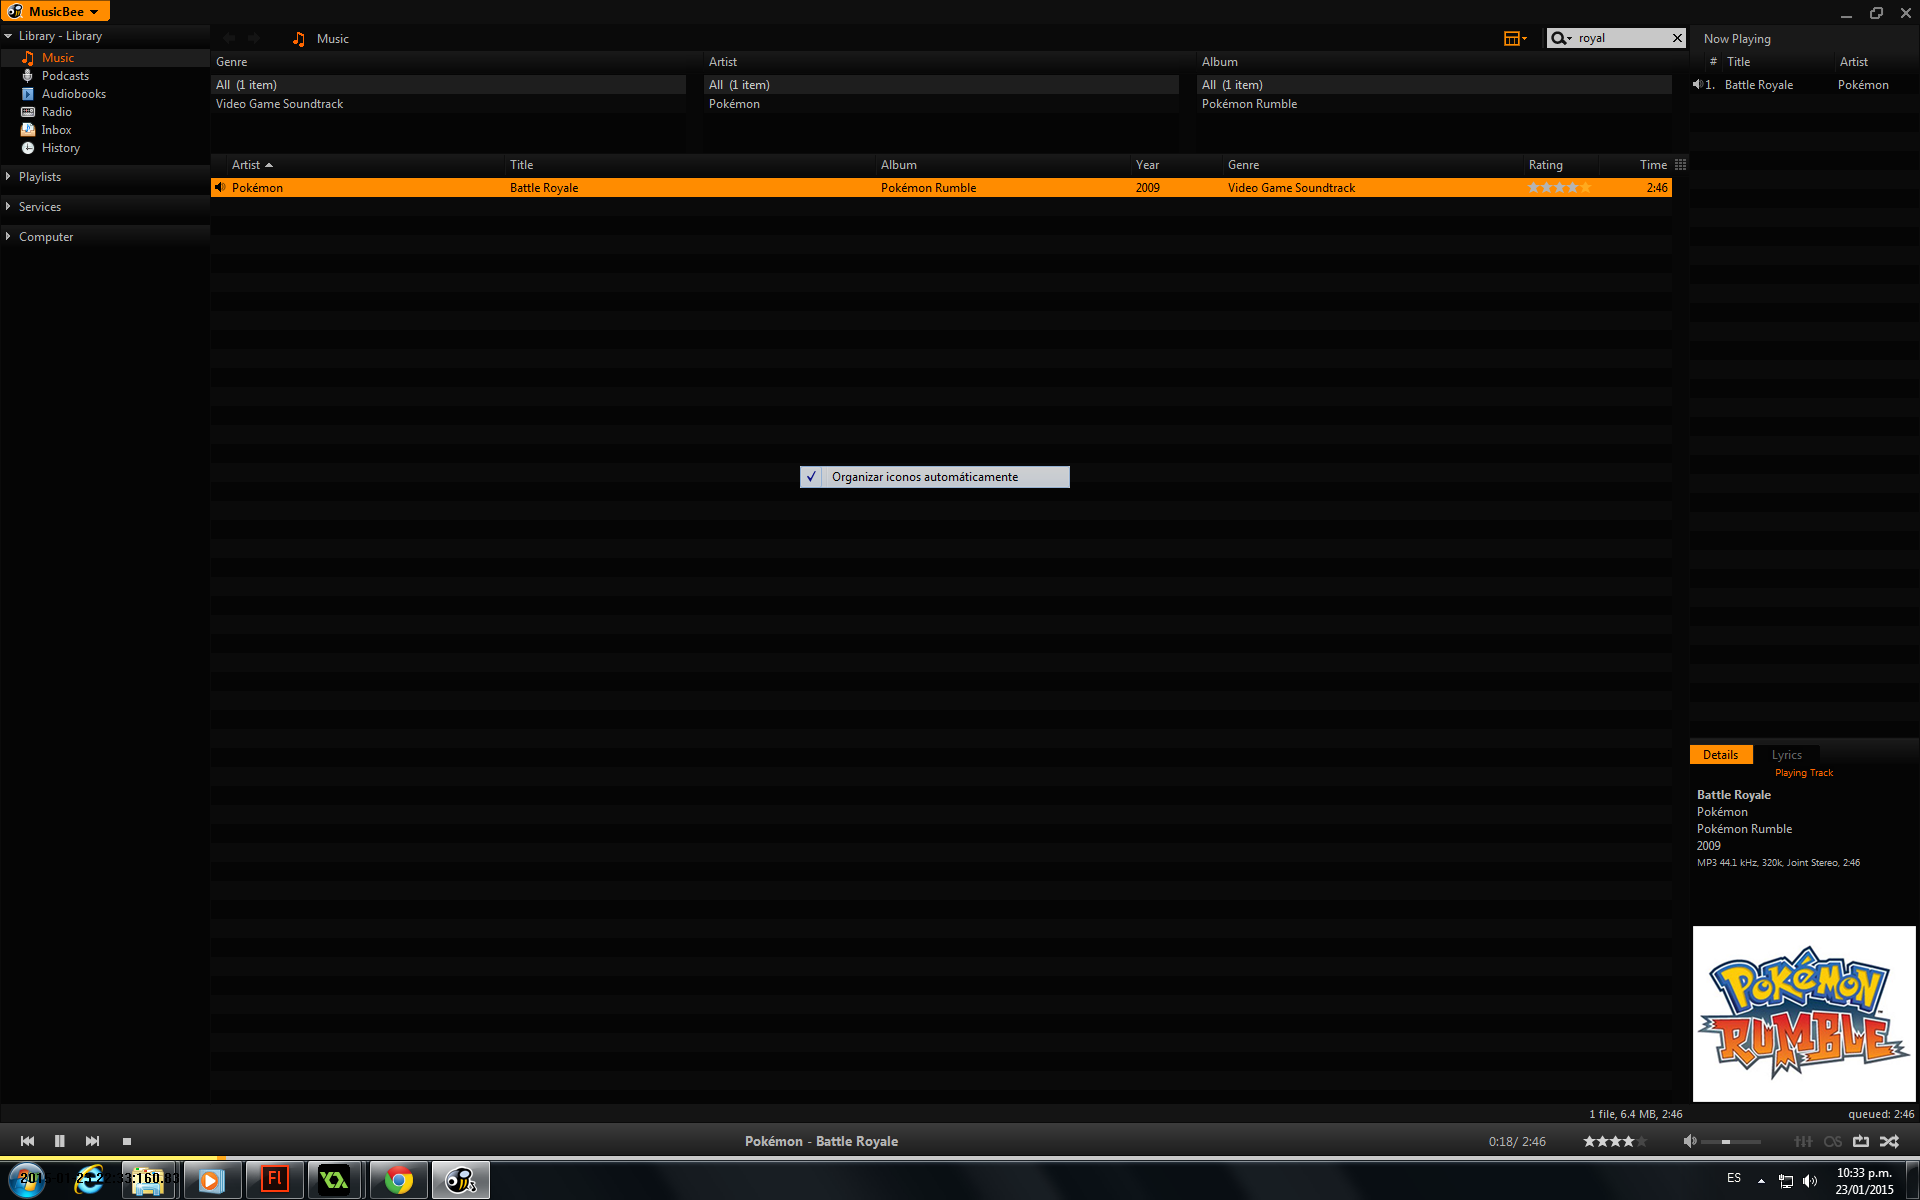 MusicBee
Library - Library
Music
Podcasts
Audiobooks
Radio
Inbox
History
Playlists
Services
Computer
Music
royal
Genre
Artist
Album
All (1 item)
All (1 item)
All (1 item)
Video Game Soundtrack
Pokémon
Pokémon Rumble
Artist Title Album Year Genre Rating Time
Pokémon Battle Royale Pokémon Rumble 2009 Video Game Soundtrack 2:46
Organizar iconos automáticamente
Now Playing
# Title Artist
1. Battle Royale Pokémon
Details Lyrics
Playing Track
Battle Royale
Pokémon
Pokémon Rumble
2009
MP3 44.1 kHz, 320k, Joint Stereo, 2:46
POKéMON
RUMBLE
1 file, 6.4 MB, 2:46
queued: 2:46
Pokémon - Battle Royale
0:18/ 2:46
Fl
ES
10:33 p.m.
23/01/2015